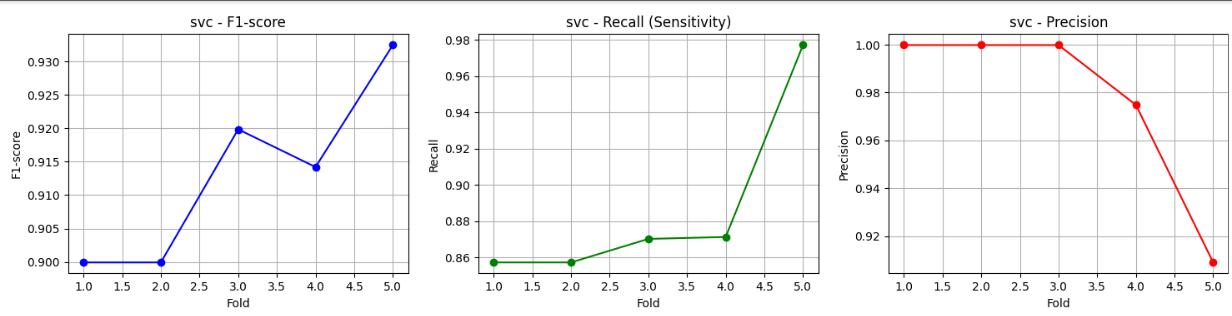 svc - F1-score
F1-score
0.930
0.925
0.920
0.915
0.910
0.905
0.900
1.0 1.5 2.0 2.5 3.0 3.5 4.0 4.5 5.0
Fold
svc - Recall (Sensitivity)
Recall
0.98
0.96
0.94
0.92
0.90
0.88
0.86
1.0 1.5 2.0 2.5 3.0 3.5 4.0 4.5 5.0
Fold
svc - Precision
Precision
1.00
0.98
0.96
0.94
0.92
1.0 1.5 2.0 2.5 3.0 3.5 4.0 4.5 5.0
Fold